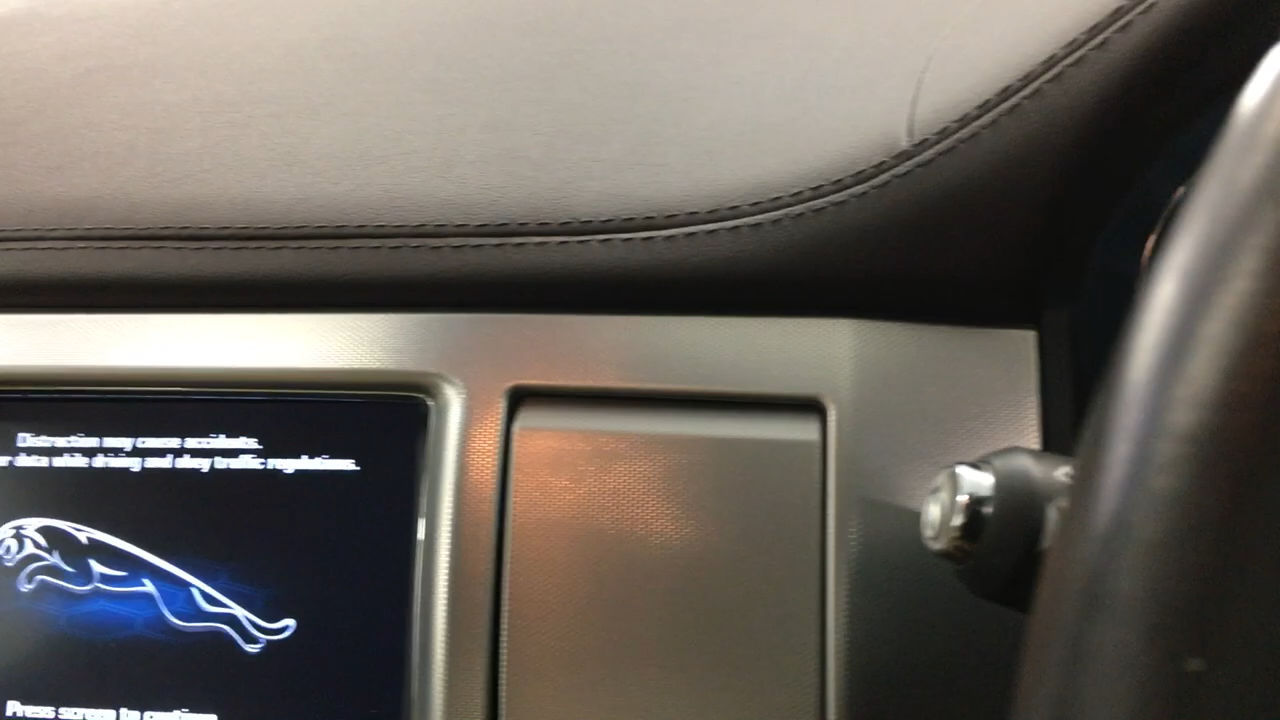 Distraction may cause accidents.
data while driving and obey traffic regulations.
Press screen to continue